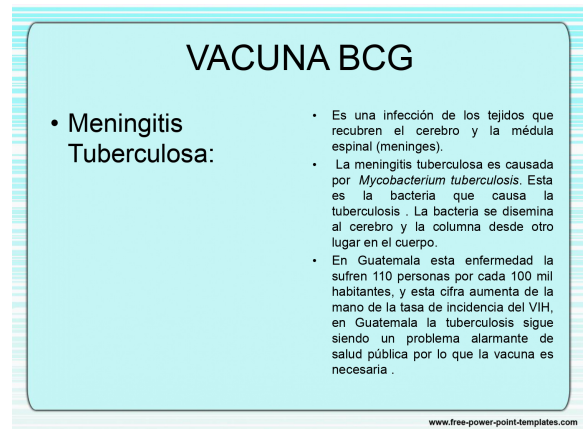 VACUNA BCG
• Meningitis
Tuberculosa:
• Es una infección de los tejidos que
recubren el cerebro y la médula
espinal (meninges).
• La meningitis tuberculosa es causada
por Mycobacterium tuberculosis. Esta
es la bacteria que causa la
tuberculosis . La bacteria se disemina
al cerebro y la columna desde otro
lugar en el cuerpo.
• En Guatemala esta enfermedad la
sufren 110 personas por cada 100 mil
habitantes, y esta cifra aumenta de la
mano de la tasa de incidencia del VIH,
en Guatemala la tuberculosis sigue
siendo un problema alarmante de
salud pública por lo que la vacuna es
necesaria .
www.free-power-point-templates.com